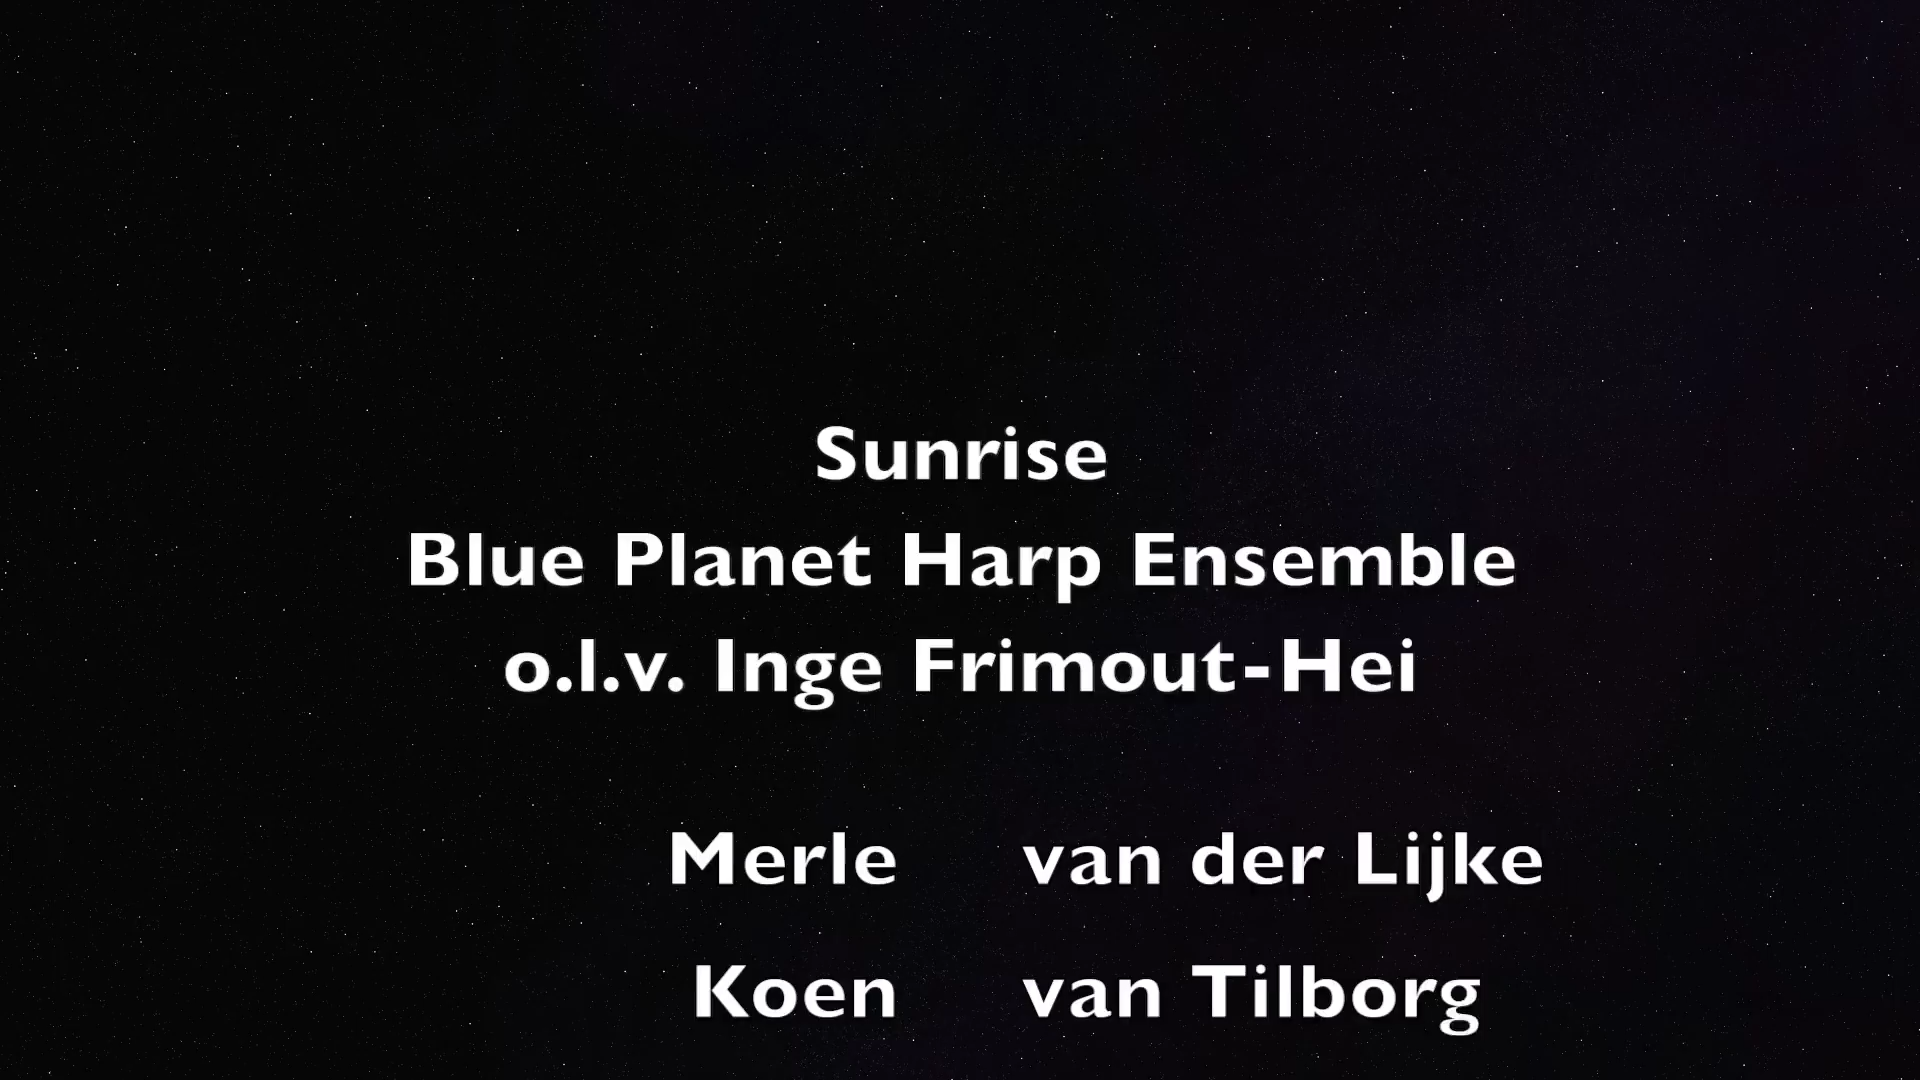 Sunrise
Blue Planet Harp Ensemble
o.l.v. Inge Frimout-Hei
Merle van der Lijke
Koen van Tilborg